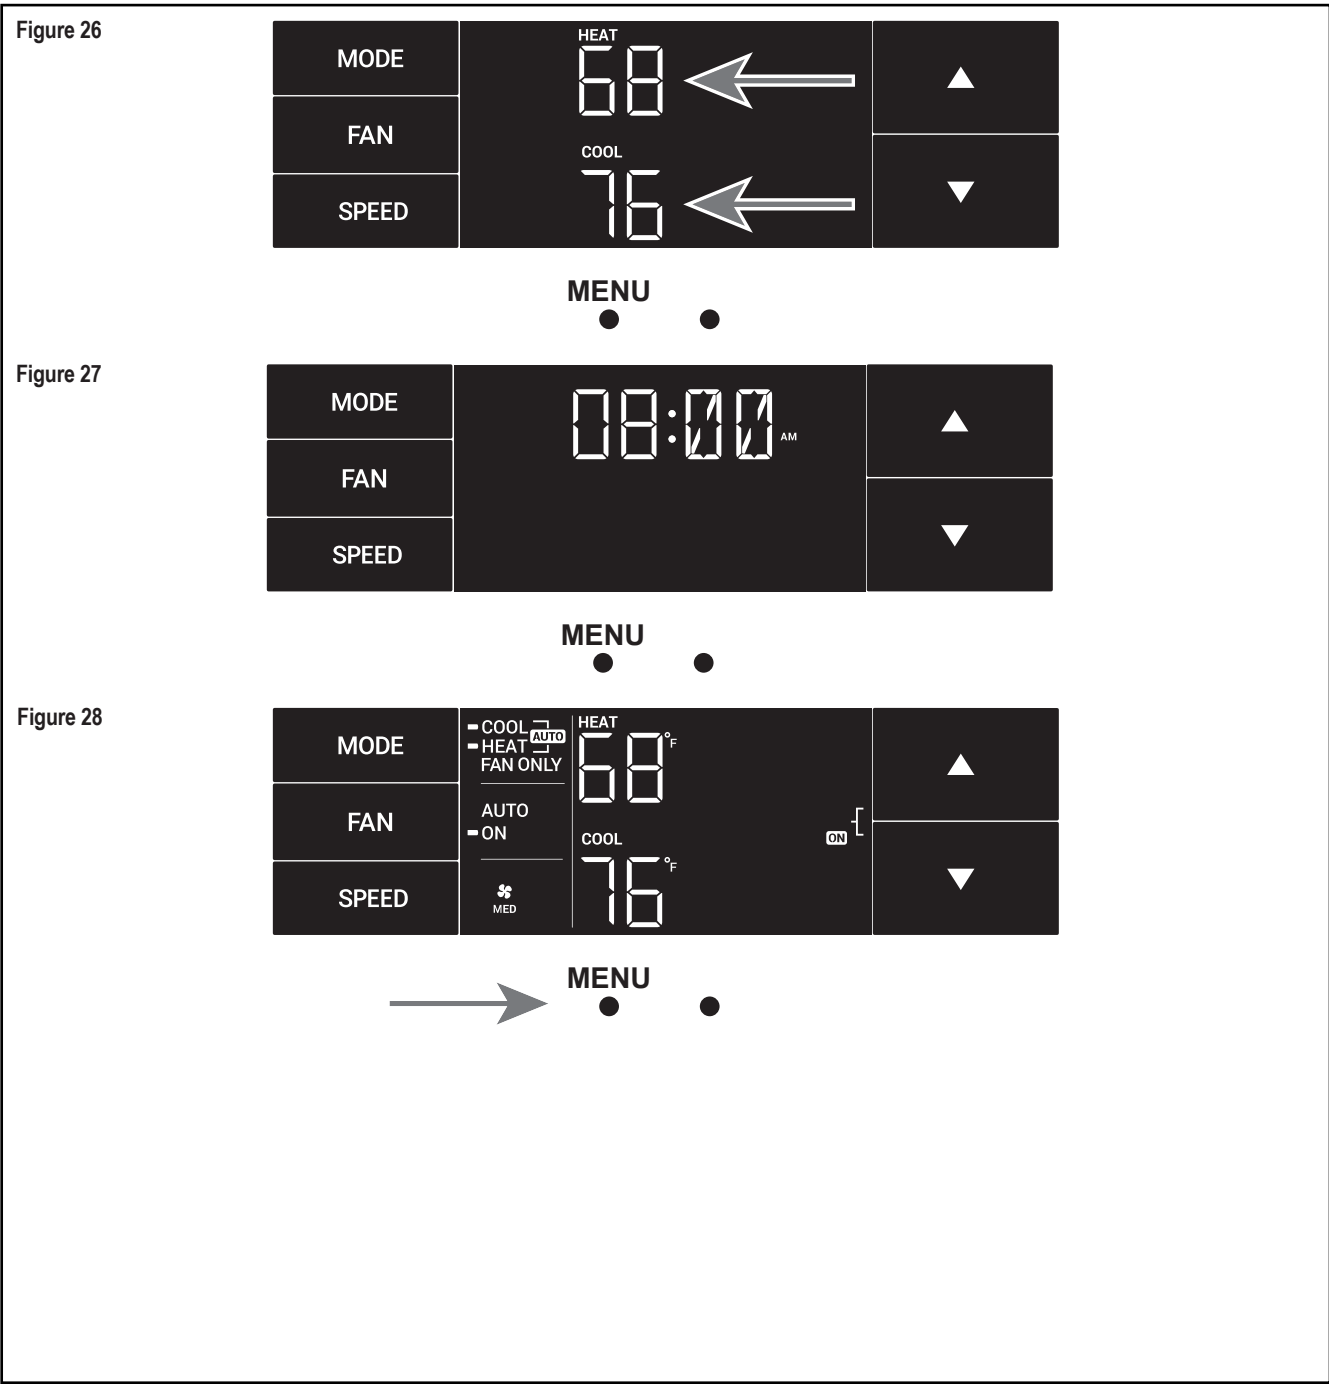 Figure 26
MODE
FAN
SPEED
HEAT
68
COOL
76
▲
▼
MENU
Figure 27
MODE
FAN
SPEED
08:00 AM
▲
▼
MENU
Figure 28
MODE
FAN
SPEED
COOL
HEAT
AUTO
FAN ONLY
AUTO
ON
MED
HEAT
68°F
COOL
76°F
ON
▲
▼
MENU